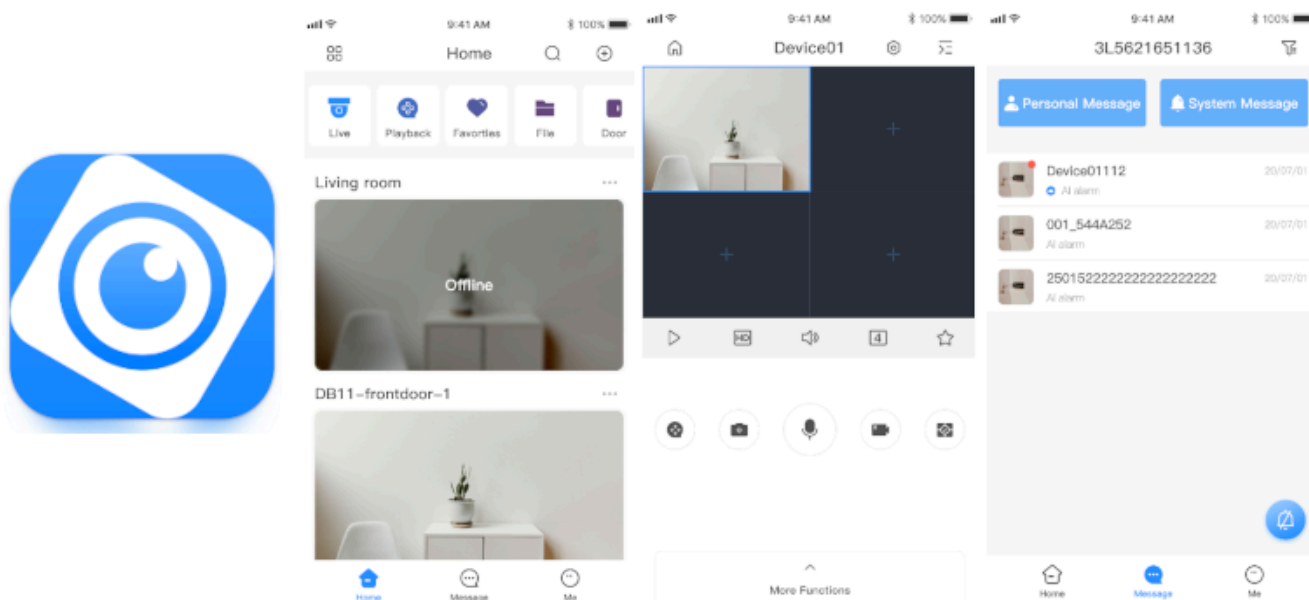 9:41 AM
100%
Home
Live
Playback
Favorties
File
Door
Living room
Offline
DB11-frontdoor-1
Home
Message
Me
9:41 AM
100%
Device01
HD
4
More Functions
9:41 AM
100%
3L5621651136
Personal Message
System Message
Device01112
20/07/01
AI alarm
001_544A252
20/07/01
AI alarm
20/07/01
AI alarm
Home
Message
Me